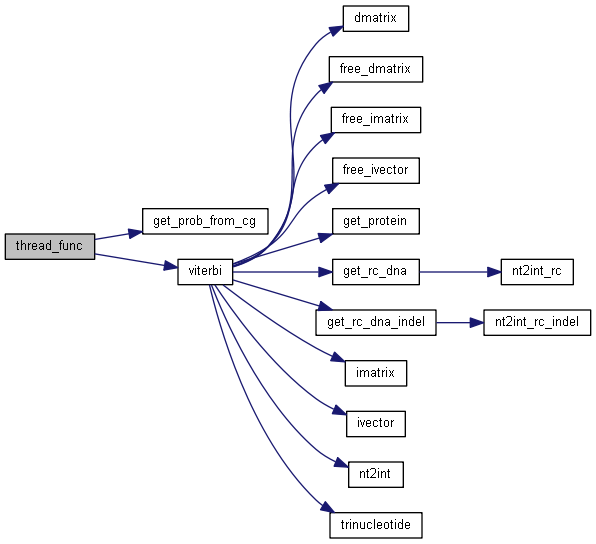 dmatrix
free_dmatrix
free_imatrix
free_ivector
get_prob_from_cg
get_protein
thread_func
viterbi
get_rc_dna
nt2int_rc
get_rc_dna_indel
nt2int_rc_indel
imatrix
ivector
nt2int
trinucleotide